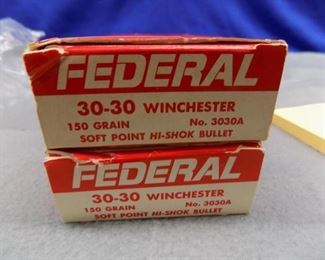 FEDERAL
30-30 WINCHESTER
150 GRAIN No. 3030A
SOFT POINT HI-SHOK BULLET
FEDERAL
30-30 WINCHESTER
150 GRAIN No. 3030A
SOFT POINT HI-SHOK BULLET